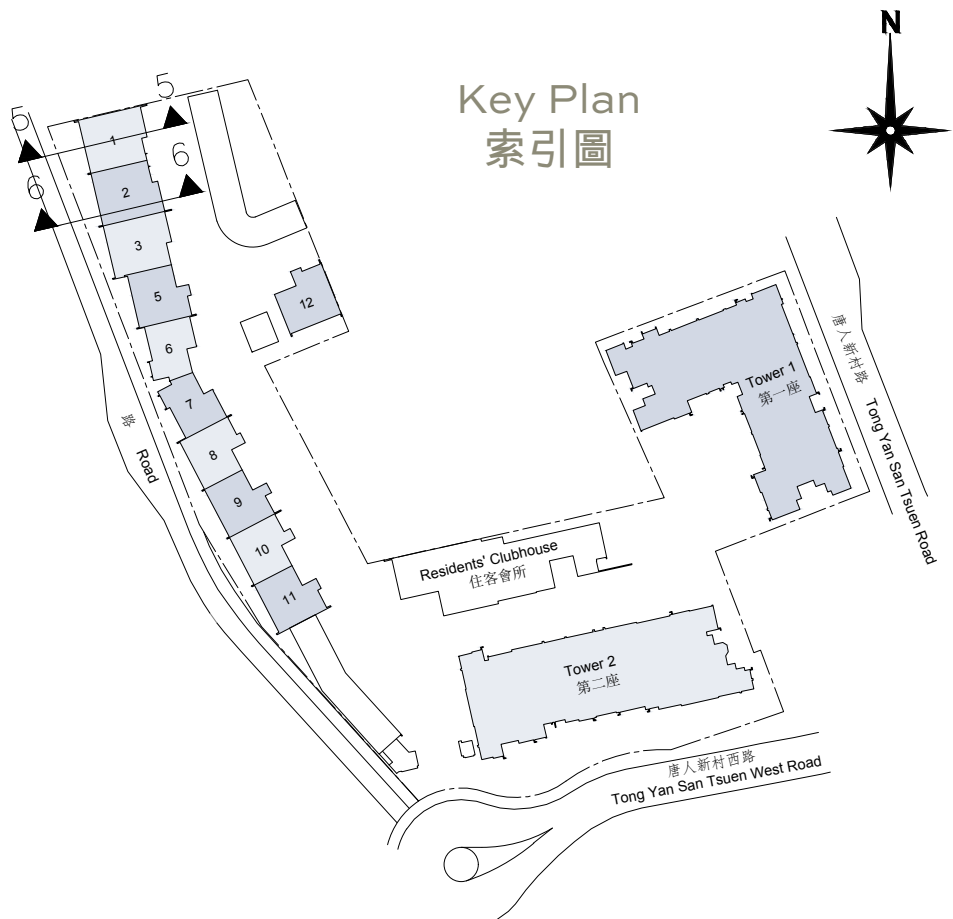 N
Key Plan
索引圖
5
5
6
6
1
2
3
5
6
7
8
9
10
11
12
路
Road
Tower 1
第一座
唐人新村路 Tong Yan San Tsuen Road
Residents' Clubhouse
住客會所
Tower 2
第二座
唐人新村西路
Tong Yan San Tsuen West Road